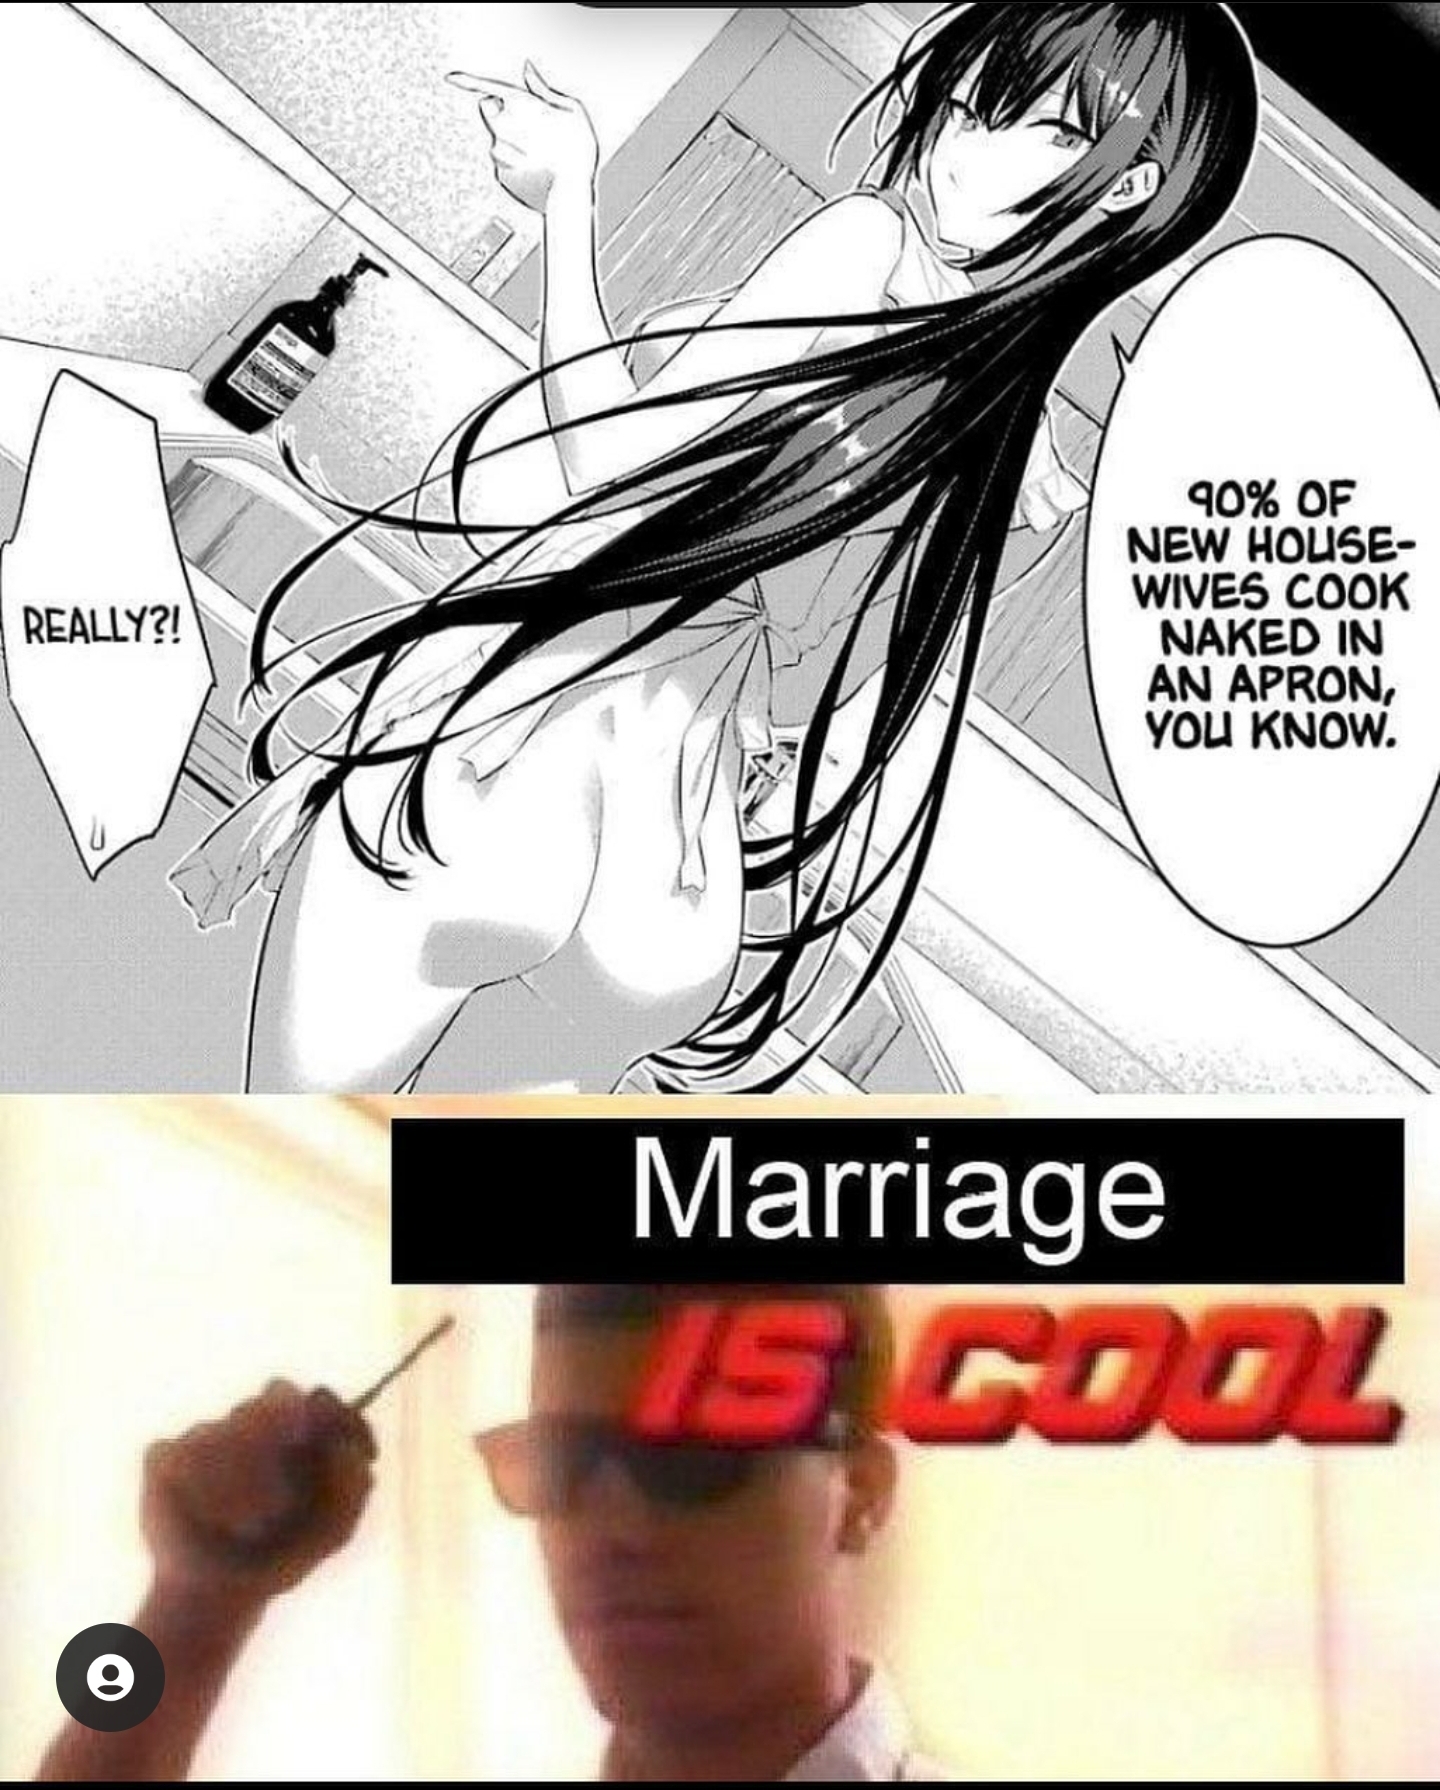 90% OF
NEW HOUSE-
WIVES COOK
NAKED IN
AN APRON,
YOU KNOW.
REALLY?!
Marriage
IS COOL